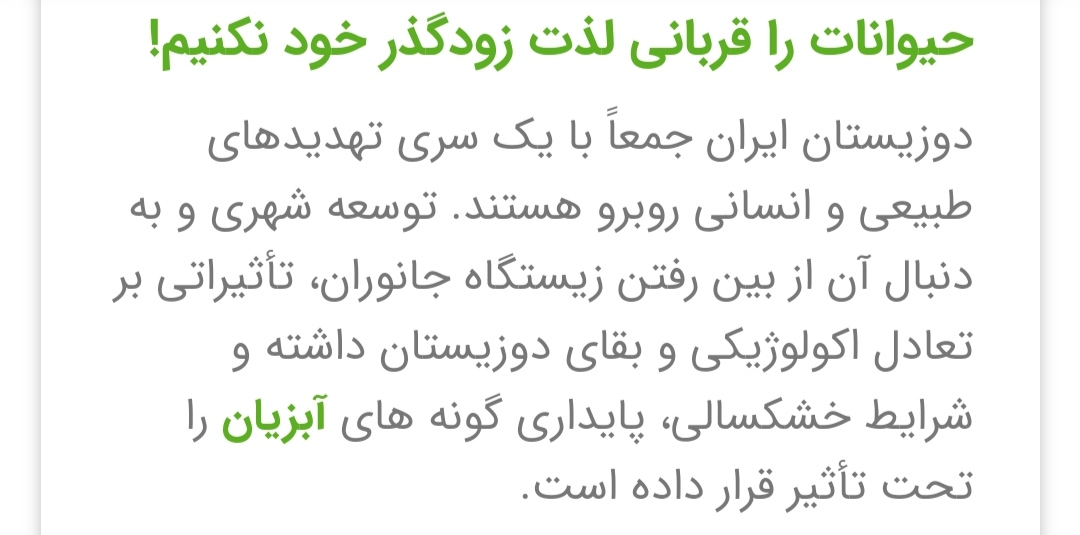 حیوانات را قربانی لذت زودگذر خود نکنیم!
دوزیستان ایران جمعاً با یک سری تهدیدهای
طبیعی و انسانی روبرو هستند. توسعه شهری و به
دنبال آن از بین رفتن زیستگاه جانوران، تأثیراتی بر
تعادل اکولوژیکی و بقای دوزیستان داشته و
شرایط خشکسالی، پایداری گونه های آبزیان را
تحت تأثیر قرار داده است.